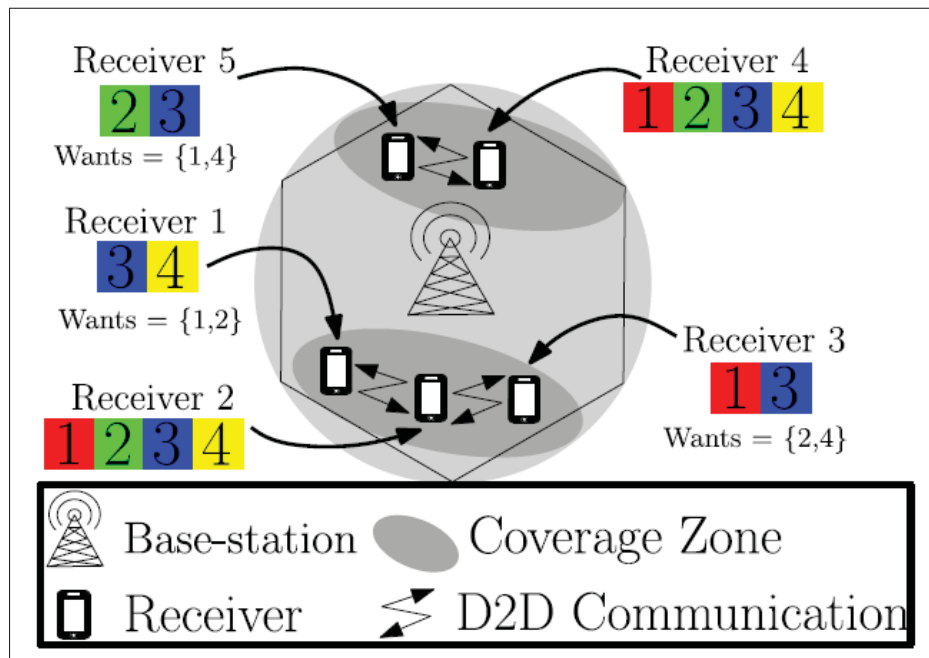 Receiver 5
2 3
Wants = {1,4}
Receiver 4
1 2 3 4
Receiver 1
3 4
Wants = {1,2}
Receiver 2
1 2 3 4
Receiver 3
1 3
Wants = {2,4}
Base-station
Coverage Zone
Receiver
D2D Communication